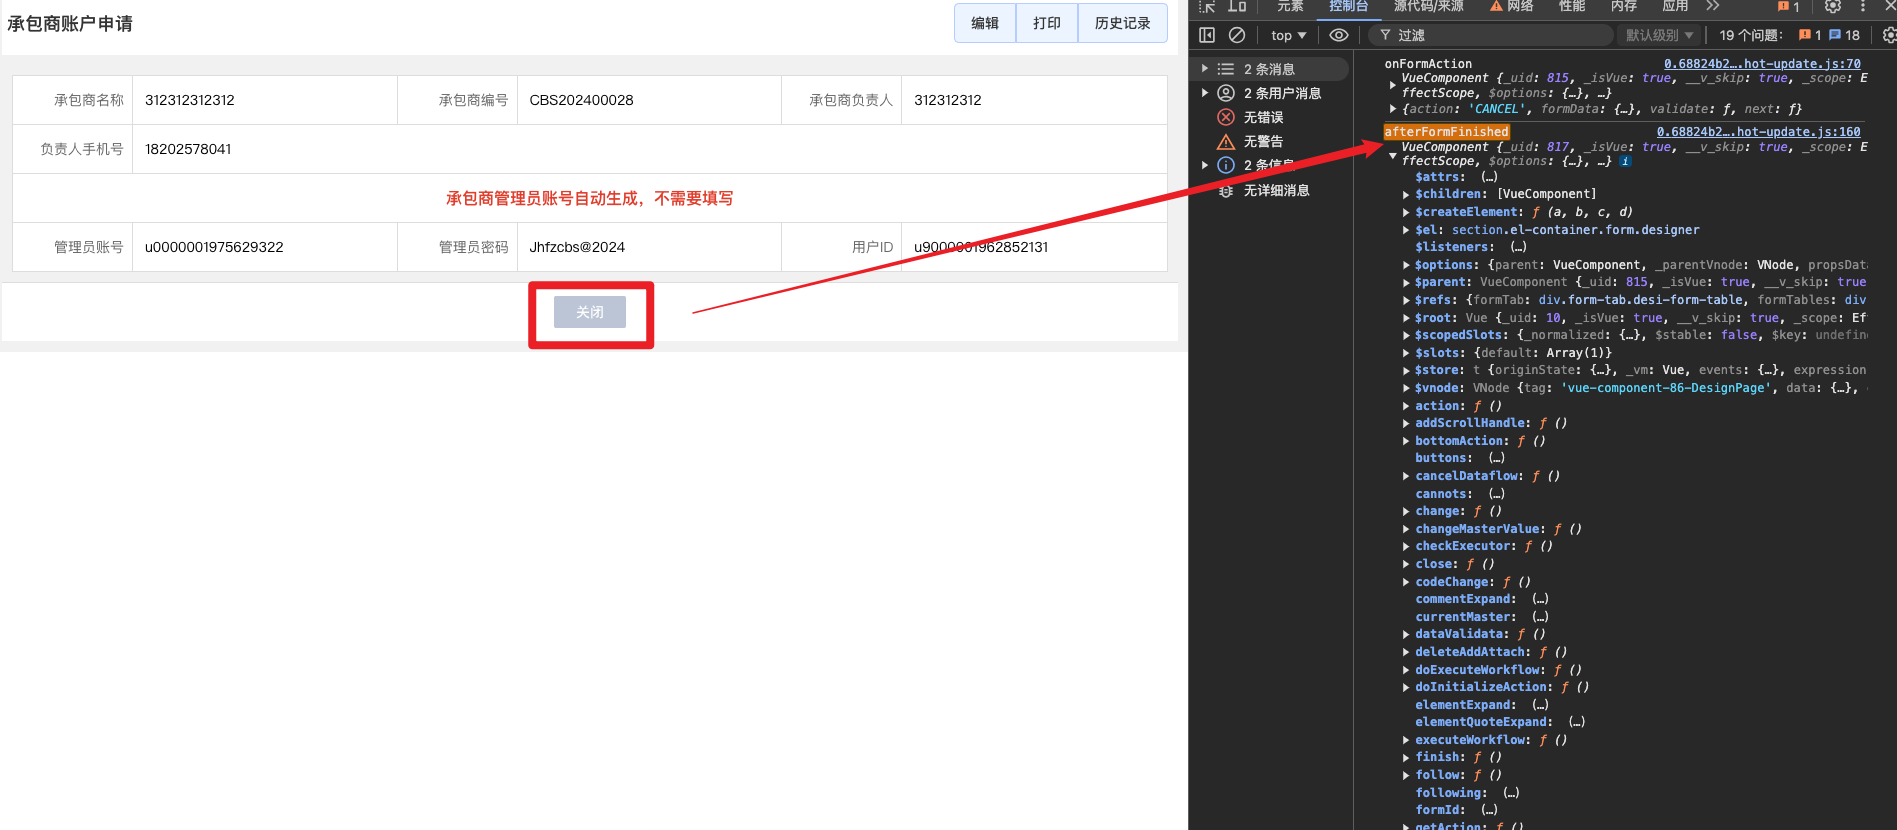 承包商账户申请
编辑 打印 历史记录
承包商名称 312312312312 承包商编号 CBS202400028 承包商负责人 312312312
负责人手机号 18202578041
承包商管理员账号自动生成，不需要填写
管理员账号 u0000001975629322 管理员密码 Jhfzcbs@2024 用户ID u9000001962852131
关闭
元素 控制台 源代码/来源 网络 性能 内存 应用 1
top 过滤 默认级别 19 个问题： 1 18
2 条消息
2 条用户消息
无错误
无警告
2 条信息
无详细消息
onFormAction 0.68824b2….hot-update.js:70
VueComponent {_uid: 815, _isVue: true, __v_skip: true, _scope: E
ffectScope, $options: {…}, …}
{action: 'CANCEL', formData: {…}, validate: ƒ, next: ƒ}
afterFormFinished 0.68824b2….hot-update.js:160
VueComponent {_uid: 817, _isVue: true, __v_skip: true, _scope: E
ffectScope, $options: {…}, …} i
$attrs: (…)
$children: [VueComponent]
$createElement: ƒ (a, b, c, d)
$el: section.el-container.form.designer
$listeners: (…)
$options: {parent: VueComponent, _parentVnode: VNode, propsData
$parent: VueComponent {_uid: 815, _isVue: true, __v_skip: true
$refs: {formTab: div.form-tab.desi-form-table, formTables: div
$root: Vue {_uid: 10, _isVue: true, __v_skip: true, _scope: Ef
$scopedSlots: {_normalized: {…}, $stable: false, $key: undefin
$slots: {default: Array(1)}
$store: t {originState: {…}, _vm: Vue, events: {…}, expression
$vnode: VNode {tag: 'vue-component-86-DesignPage', data: {…},
action: ƒ ()
addScrollHandle: ƒ ()
bottomAction: ƒ ()
buttons: (…)
cancelDataflow: ƒ ()
cannots: (…)
change: ƒ ()
changeMasterValue: ƒ ()
checkExecutor: ƒ ()
close: ƒ ()
codeChange: ƒ ()
commentExpand: (…)
currentMaster: (…)
dataValidata: ƒ ()
deleteAddAttach: ƒ ()
doExecuteWorkflow: ƒ ()
doInitializeAction: ƒ ()
elementExpand: (…)
elementQuoteExpand: (…)
executeWorkflow: ƒ ()
finish: ƒ ()
follow: ƒ ()
following: (…)
formId: (…)
getAction: ƒ ()